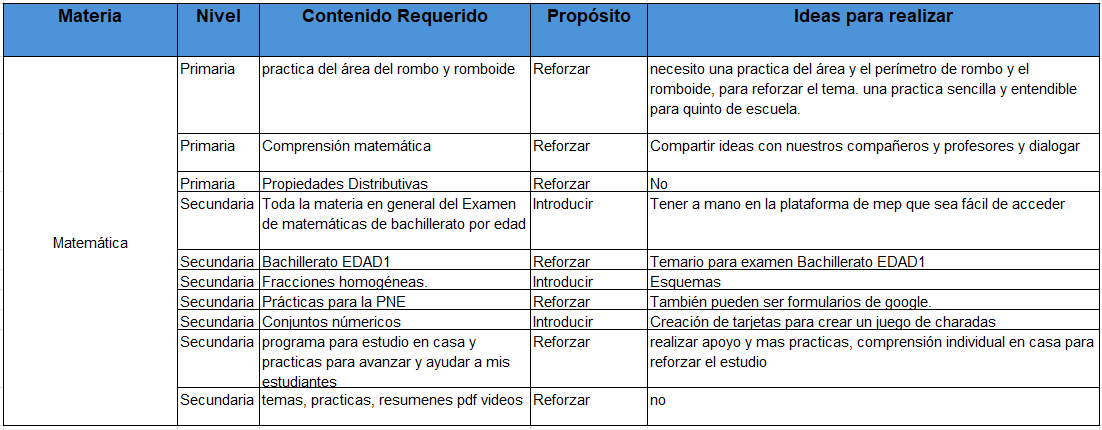 Materia Nivel Contenido Requerido Propósito Ideas para realizar
Primaria practica del área del rombo y romboide Reforzar necesito una practica del área y el perímetro de rombo y el
romboide, para reforzar el tema. una practica sencilla y entendible
para quinto de escuela.
Primaria Comprensión matemática Reforzar Compartir ideas con nuestros compañeros y profesores y dialogar
Primaria Propiedades Distributivas Reforzar No
Secundaria Toda la materia en general del Examen Introducir Tener a mano en la plataforma de mep que sea fácil de acceder
de matemáticas de bachillerato por edad
Matemática
Secundaria Bachillerato EDAD1 Reforzar Temario para examen Bachillerato EDAD1
Secundaria Fracciones homogéneas. Introducir Esquemas
Secundaria Prácticas para la PNE Reforzar También pueden ser formularios de google.
Secundaria Conjuntos númericos Introducir Creación de tarjetas para crear un juego de charadas
Secundaria programa para estudio en casa y Reforzar realizar apoyo y mas practicas, comprensión individual en casa para
practicas para avanzar y ayudar a mis reforzar el estudio
estudiantes
Secundaria temas, practicas, resumenes pdf videos Reforzar no